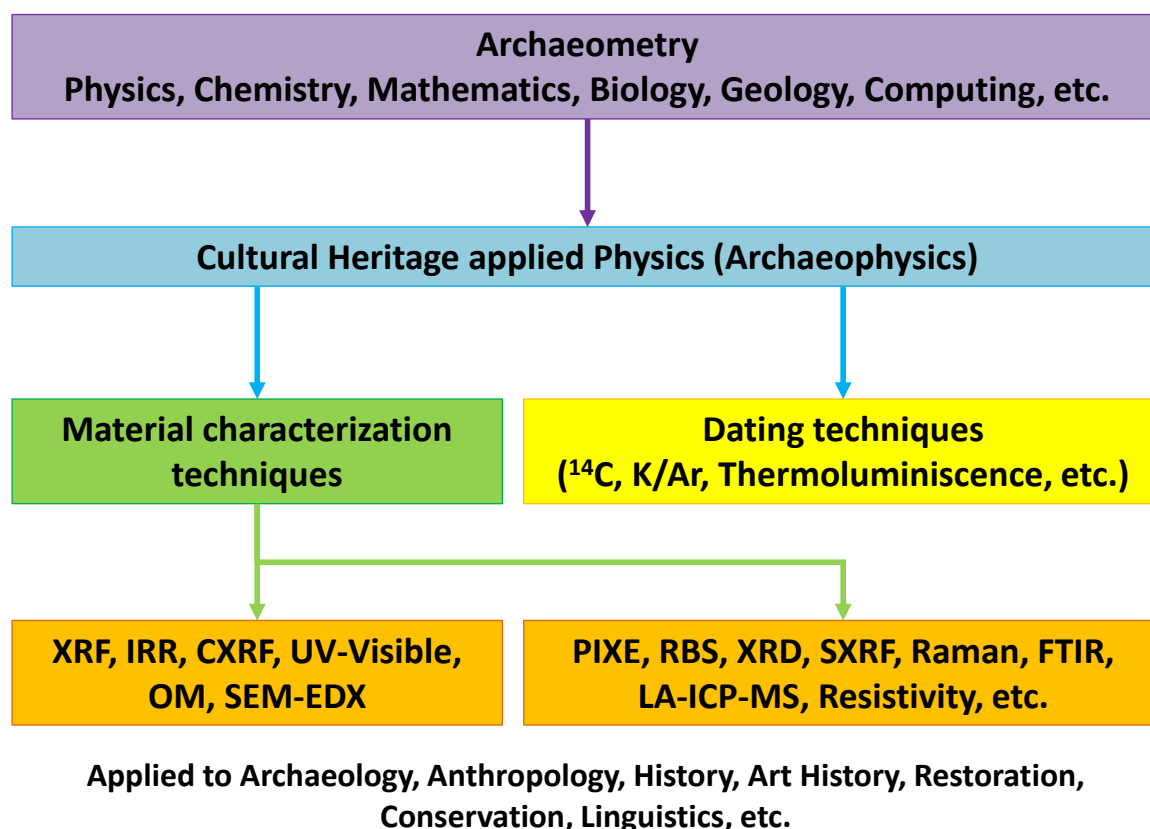 Archaeometry
Physics, Chemistry, Mathematics, Biology, Geology, Computing, etc.
Cultural Heritage applied Physics (Archaeophysics)
Material characterization
techniques
Dating techniques
(¹⁴C, K/Ar, Thermoluminiscence, etc.)
XRF, IRR, CXRF, UV-Visible,
OM, SEM-EDX
PIXE, RBS, XRD, SXRF, Raman, FTIR,
LA-ICP-MS, Resistivity, etc.
Applied to Archaeology, Anthropology, History, Art History, Restoration,
Conservation, Linguistics, etc.